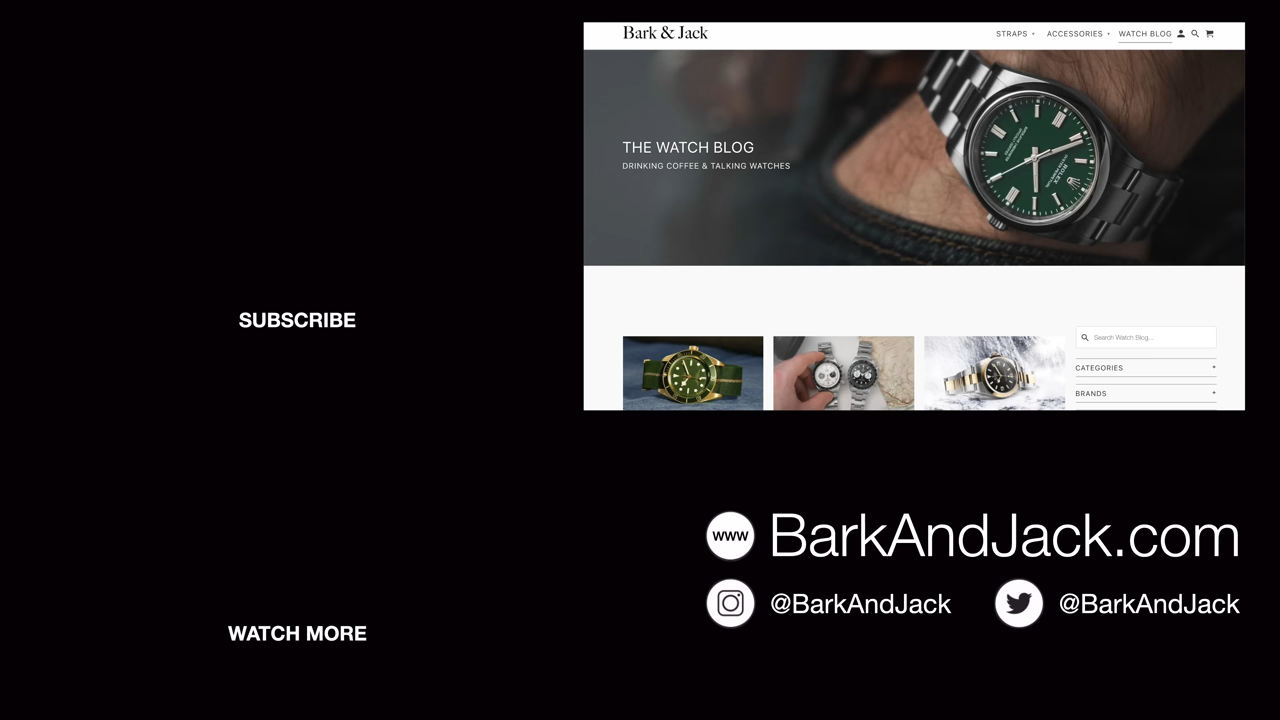 Bark & Jack
STRAPS +
ACCESSORIES +
WATCH BLOG
THE WATCH BLOG
DRINKING COFFEE & TALKING WATCHES
ROLEX
SUBSCRIBE
Search Watch Blog...
CATEGORIES +
BRANDS +
www BarkAndJack.com
@BarkAndJack
@BarkAndJack
WATCH MORE